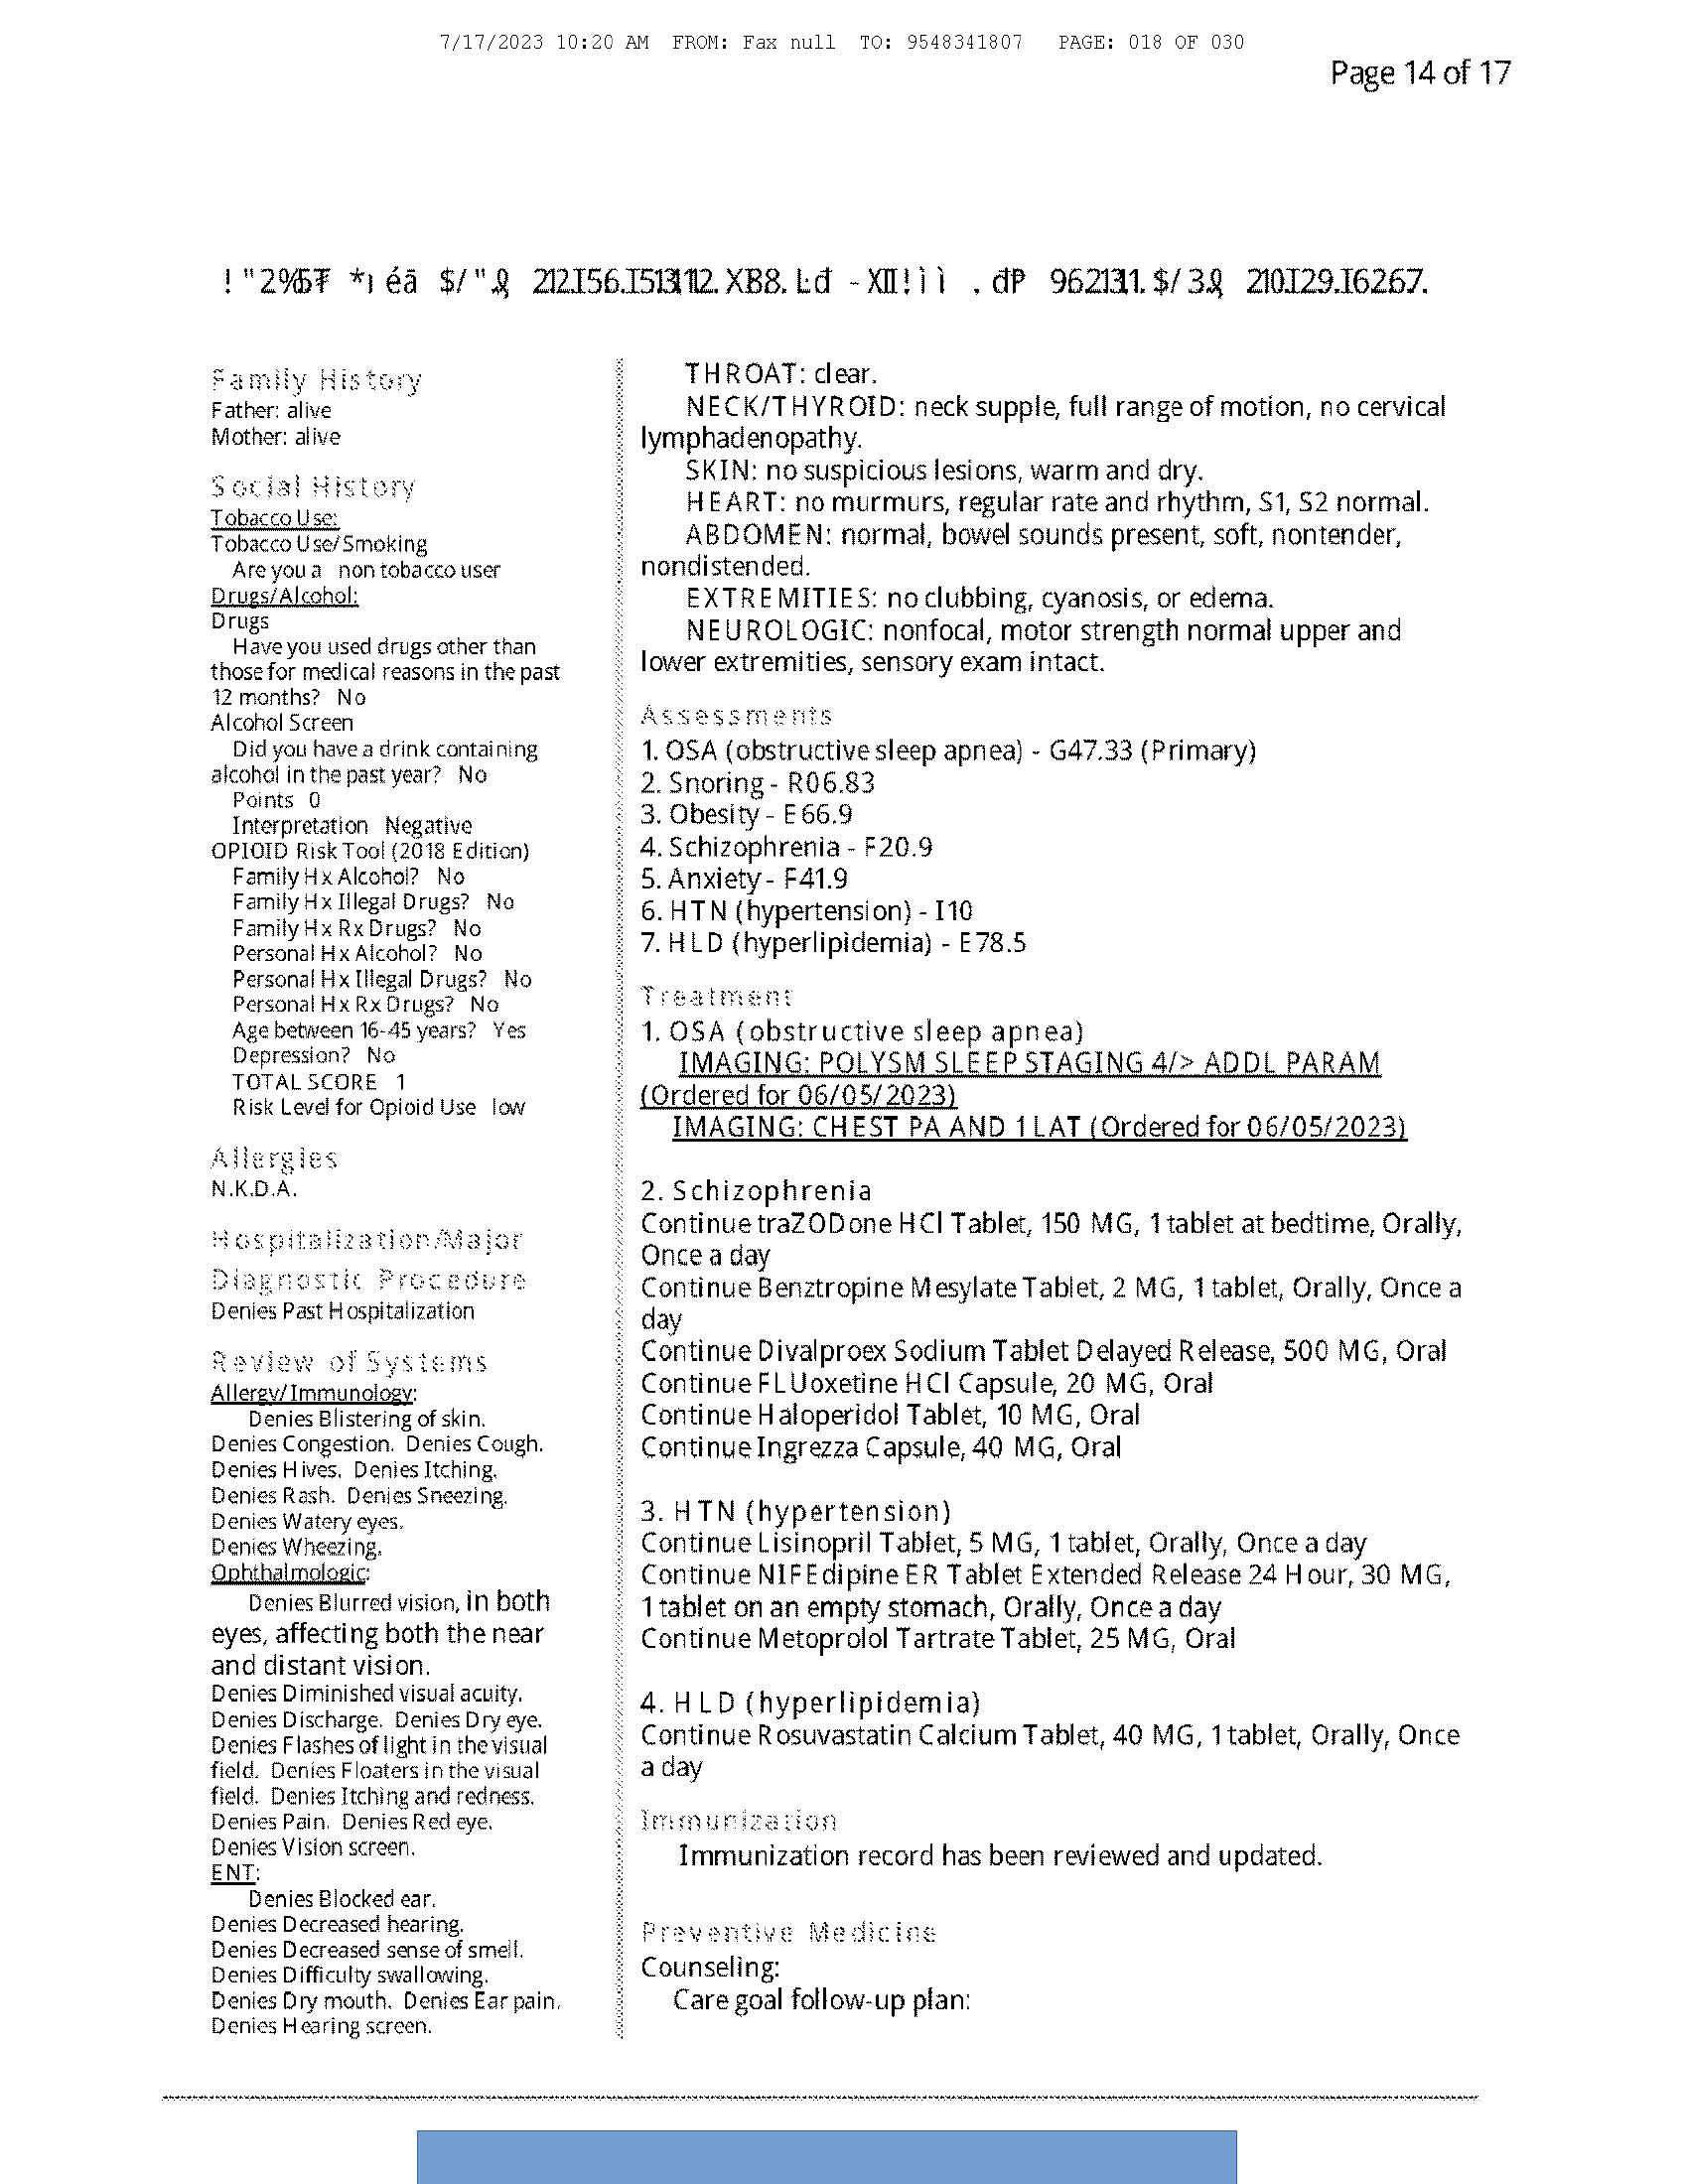 7/17/2023 10:20 AM FROM: Fax null TO: 9548341807 PAGE: 018 OF 030
Page 14 of 17
Family History
Father: alive
Mother: alive
Social History
Tobacco Use:
Tobacco Use/Smoking
Are you a non tobacco user
Drugs/Alcohol:
Drugs
Have you used drugs other than
those for medical reasons in the past
12 months? No
Alcohol Screen
Did you have a drink containing
alcohol in the past year? No
Points 0
Interpretation Negative
OPIOID Risk Tool (2018 Edition)
Family Hx Alcohol? No
Family Hx Illegal Drugs? No
Family Hx Rx Drugs? No
Personal Hx Alcohol? No
Personal Hx Illegal Drugs? No
Personal Hx Rx Drugs? No
Age between 16-45 years? Yes
Depression? No
TOTAL SCORE 1
Risk Level for Opioid Use low
Allergies
N.K.D.A.
Hospitalization/Major
Diagnostic Procedure
Denies Past Hospitalization
Review of Systems
Allergy/Immunology:
Denies Blistering of skin.
Denies Congestion. Denies Cough.
Denies Hives. Denies Itching.
Denies Rash. Denies Sneezing.
Denies Watery eyes.
Denies Wheezing.
Ophthalmologic:
Denies Blurred vision, in both
eyes, affecting both the near
and distant vision.
Denies Diminished visual acuity.
Denies Discharge. Denies Dry eye.
Denies Flashes of light in the visual
field. Denies Floaters in the visual
field. Denies Itching and redness.
Denies Pain. Denies Red eye.
Denies Vision screen.
ENT:
Denies Blocked ear.
Denies Decreased hearing.
Denies Decreased sense of smell.
Denies Difficulty swallowing.
Denies Dry mouth. Denies Ear pain.
Denies Hearing screen.
THROAT: clear.
NECK/THYROID: neck supple, full range of motion, no cervical
lymphadenopathy.
SKIN: no suspicious lesions, warm and dry.
HEART: no murmurs, regular rate and rhythm, S1, S2 normal.
ABDOMEN: normal, bowel sounds present, soft, nontender,
nondistended.
EXTREMITIES: no clubbing, cyanosis, or edema.
NEUROLOGIC: nonfocal, motor strength normal upper and
lower extremities, sensory exam intact.
Assessments
1. OSA (obstructive sleep apnea) - G47.33 (Primary)
2. Snoring - R06.83
3. Obesity - E66.9
4. Schizophrenia - F20.9
5. Anxiety - F41.9
6. HTN (hypertension) - I10
7. HLD (hyperlipidemia) - E78.5
Treatment
1. OSA (obstructive sleep apnea)
IMAGING: POLYSM SLEEP STAGING 4/> ADDL PARAM
(Ordered for 06/05/2023)
IMAGING: CHEST PA AND 1 LAT (Ordered for 06/05/2023)
2. Schizophrenia
Continue traZODone HCl Tablet, 150 MG, 1 tablet at bedtime, Orally,
Once a day
Continue Benztropine Mesylate Tablet, 2 MG, 1 tablet, Orally, Once a
day
Continue Divalproex Sodium Tablet Delayed Release, 500 MG, Oral
Continue FLUoxetine HCl Capsule, 20 MG, Oral
Continue Haloperidol Tablet, 10 MG, Oral
Continue Ingrezza Capsule, 40 MG, Oral
3. HTN (hypertension)
Continue Lisinopril Tablet, 5 MG, 1 tablet, Orally, Once a day
Continue NIFEdipine ER Tablet Extended Release 24 Hour, 30 MG,
1 tablet on an empty stomach, Orally, Once a day
Continue Metoprolol Tartrate Tablet, 25 MG, Oral
4. HLD (hyperlipidemia)
Continue Rosuvastatin Calcium Tablet, 40 MG, 1 tablet, Orally, Once
a day
Immunization
Immunization record has been reviewed and updated.
Preventive Medicine
Counseling:
Care goal follow-up plan: